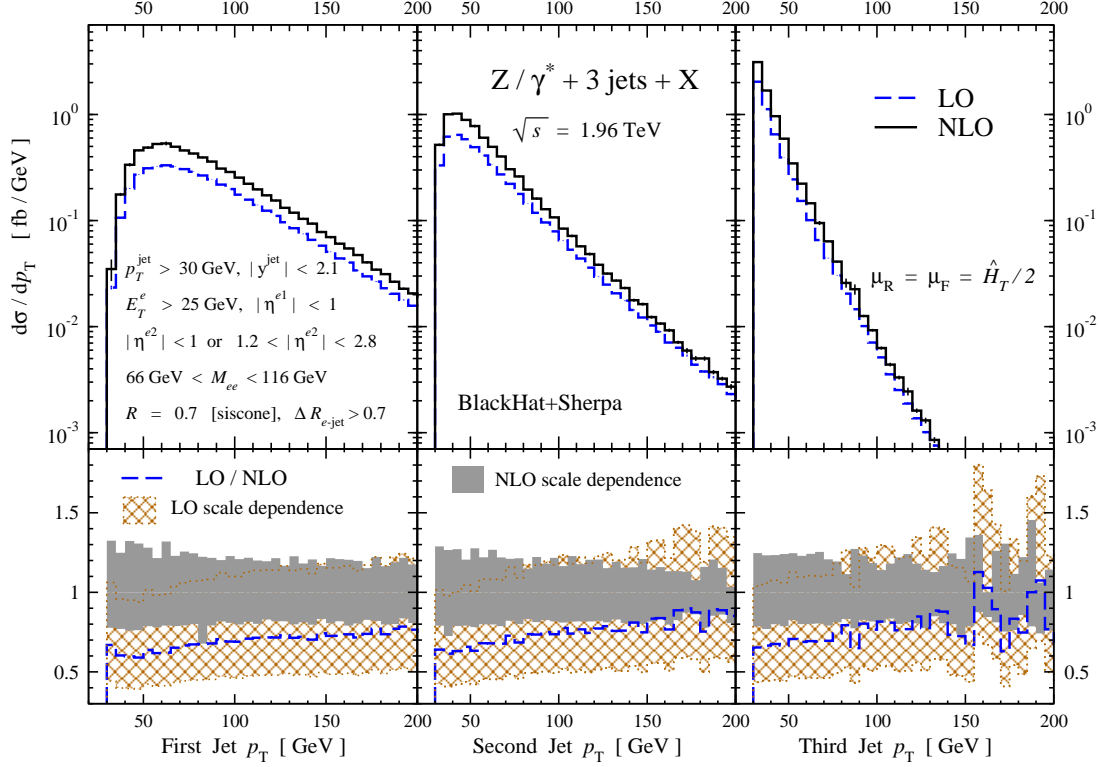 50 100 150 200 50 100 150 200 50 100 150 200
Z / γ* + 3 jets + X
√s = 1.96 TeV
LO
NLO
10^0
10^-1
10^-2
10^-3
10^0
10^-1
10^-2
10^-3
dσ / dp_T [ fb / GeV ]
p_T^jet > 30 GeV, | y^jet | < 2.1
E_T^e > 25 GeV, | η^e1 | < 1
| η^e2 | < 1 or 1.2 < | η^e2 | < 2.8
66 GeV < M_ee < 116 GeV
R = 0.7 [siscone], Δ R_e-jet > 0.7
BlackHat+Sherpa
μ_R = μ_F = Ĥ_T / 2
LO / NLO
LO scale dependence
NLO scale dependence
1.5
1
0.5
1.5
1
0.5
50 100 150 200 50 100 150 200 50 100 150 200
First Jet p_T [ GeV ]
Second Jet p_T [ GeV ]
Third Jet p_T [ GeV ]